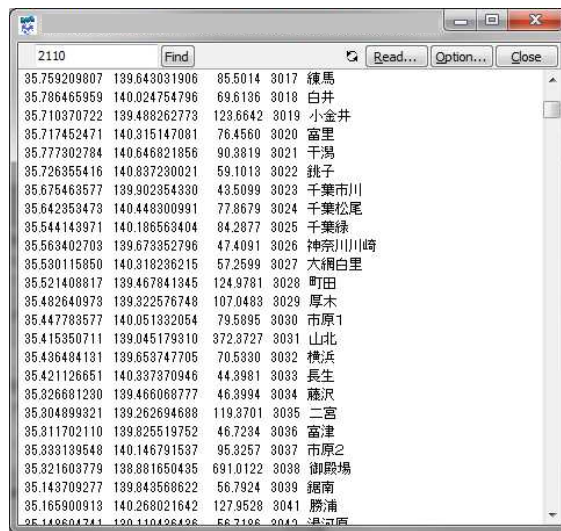 2110 Find Read... Option... Close
35.759209807 139.643031906 85.5014 3017 練馬
35.786465959 140.024754796 69.6136 3018 白井
35.710370722 139.488262773 123.6642 3019 小金井
35.717452471 140.315147081 76.4560 3020 富里
35.777302784 140.646821856 90.3819 3021 干潟
35.726355416 140.837230021 59.1013 3022 銚子
35.675463577 139.902354330 43.5099 3023 千葉市川
35.642353473 140.448300991 77.8679 3024 千葉松尾
35.544143971 140.186563404 84.2877 3025 千葉緑
35.563402703 139.673352796 47.4091 3026 神奈川川崎
35.530115850 140.318236215 57.2599 3027 大網白里
35.521408817 139.467841345 124.9781 3028 町田
35.482640973 139.322576748 107.0483 3029 厚木
35.447783577 140.051332054 79.5895 3030 市原1
35.415350711 139.045179310 372.3727 3031 山北
35.436484131 139.653747705 70.5330 3032 横浜
35.421126651 140.337370946 44.3981 3033 長生
35.326681230 139.466068777 46.3994 3034 藤沢
35.304899321 139.262694688 119.3701 3035 二宮
35.311702110 139.825519752 46.7234 3036 富津
35.333139548 140.146791537 95.3257 3037 市原2
35.321603779 138.881650435 691.0122 3038 御殿場
35.143709277 139.843568622 56.7924 3039 鋸南
35.165900913 140.268021642 127.9528 3041 勝浦